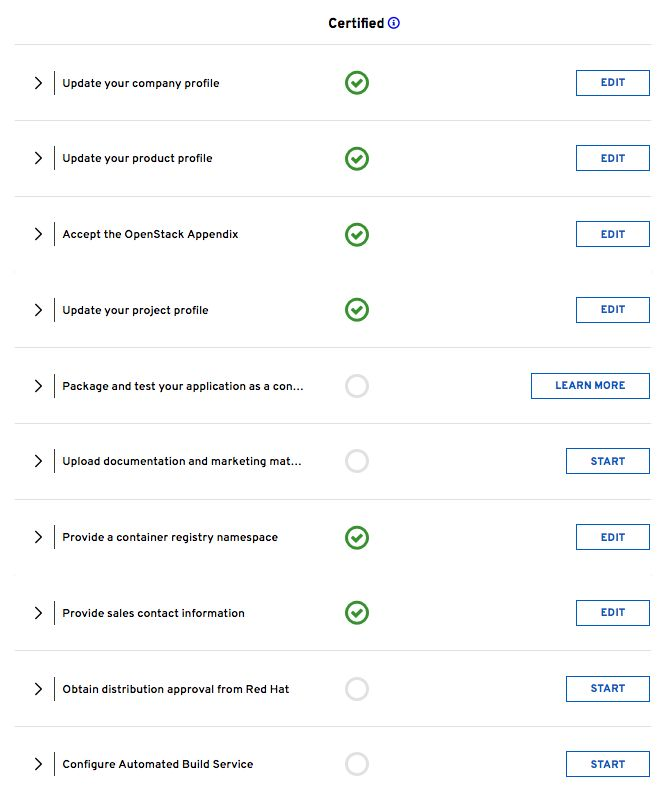 Certified
Update your company profile EDIT
Update your product profile EDIT
Accept the OpenStack Appendix EDIT
Update your project profile EDIT
Package and test your application as a con... LEARN MORE
Upload documentation and marketing mat... START
Provide a container registry namespace EDIT
Provide sales contact information EDIT
Obtain distribution approval from Red Hat START
Configure Automated Build Service START